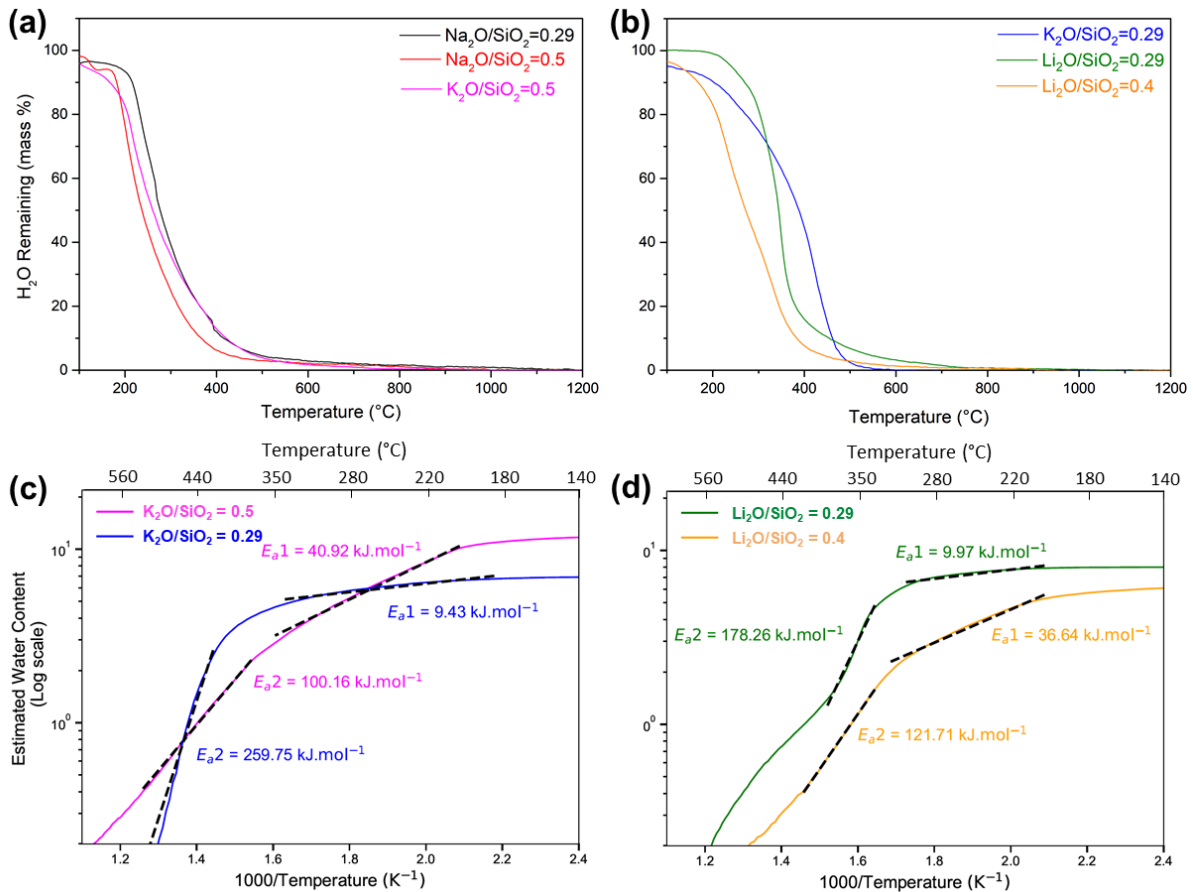 (a)
Na₂O/SiO₂=0.29
Na₂O/SiO₂=0.5
K₂O/SiO₂=0.5
H₂O Remaining (mass %)
100
80
60
40
20
0
200 400 600 800 1000 1200
Temperature (°C)
(b)
K₂O/SiO₂=0.29
Li₂O/SiO₂=0.29
Li₂O/SiO₂=0.4
100
80
60
40
20
0
200 400 600 800 1000 1200
Temperature (°C)
(c)
Temperature (°C)
560 440 350 280 220 180 140
K₂O/SiO₂ = 0.5
K₂O/SiO₂ = 0.29
Eₐ1 = 40.92 kJ.mol⁻¹
Eₐ1 = 9.43 kJ.mol⁻¹
Eₐ2 = 100.16 kJ.mol⁻¹
Eₐ2 = 259.75 kJ.mol⁻¹
Estimated Water Content
(Log scale)
10¹
10⁰
1.2 1.4 1.6 1.8 2.0 2.2 2.4
1000/Temperature (K⁻¹)
(d)
Temperature (°C)
560 440 350 280 220 180 140
Li₂O/SiO₂ = 0.29
Li₂O/SiO₂ = 0.4
Eₐ1 = 9.97 kJ.mol⁻¹
Eₐ2 = 178.26 kJ.mol⁻¹
Eₐ1 = 36.64 kJ.mol⁻¹
Eₐ2 = 121.71 kJ.mol⁻¹
10¹
10⁰
1.2 1.4 1.6 1.8 2.0 2.2 2.4
1000/Temperature (K⁻¹)